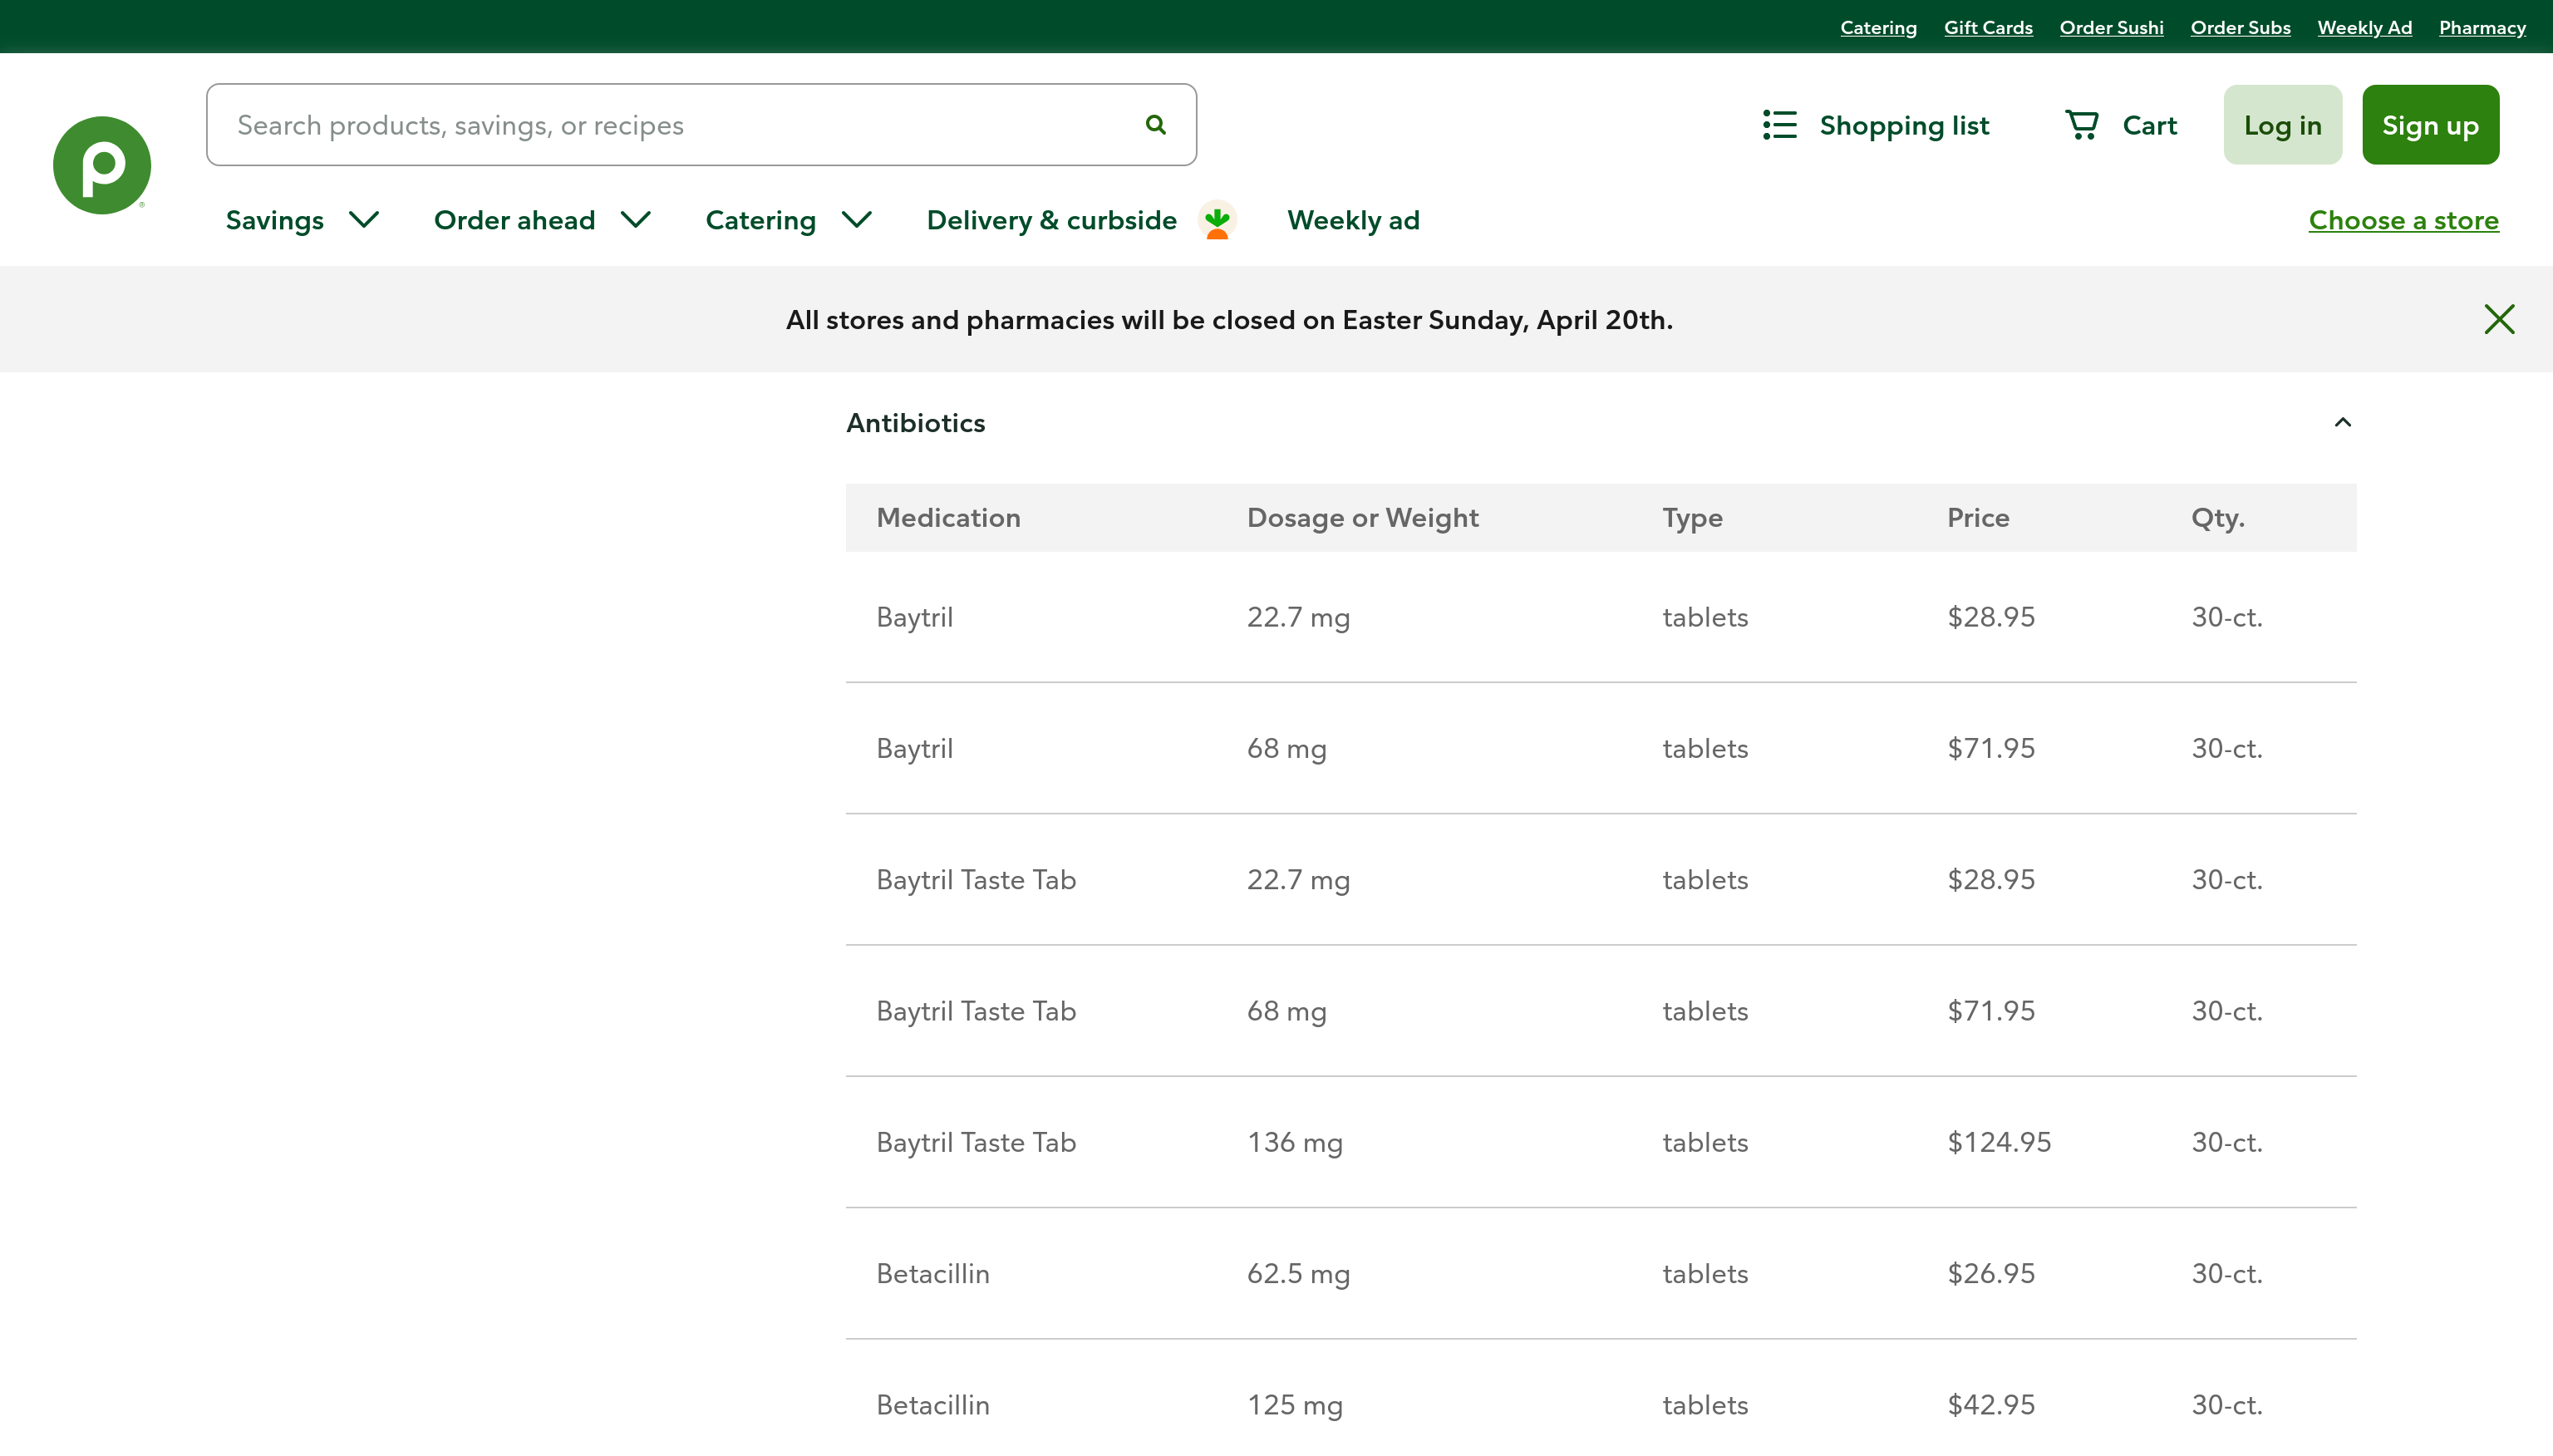 Catering Gift Cards Order Sushi Order Subs Weekly Ad Pharmacy
Search products, savings, or recipes
Shopping list Cart Log in Sign up
p
Savings Order ahead Catering Delivery & curbside Weekly ad Choose a store
All stores and pharmacies will be closed on Easter Sunday, April 20th.
Antibiotics
Medication Dosage or Weight Type Price Qty.
Baytril 22.7 mg tablets $28.95 30-ct.
Baytril 68 mg tablets $71.95 30-ct.
Baytril Taste Tab 22.7 mg tablets $28.95 30-ct.
Baytril Taste Tab 68 mg tablets $71.95 30-ct.
Baytril Taste Tab 136 mg tablets $124.95 30-ct.
Betacillin 62.5 mg tablets $26.95 30-ct.
Betacillin 125 mg tablets $42.95 30-ct.